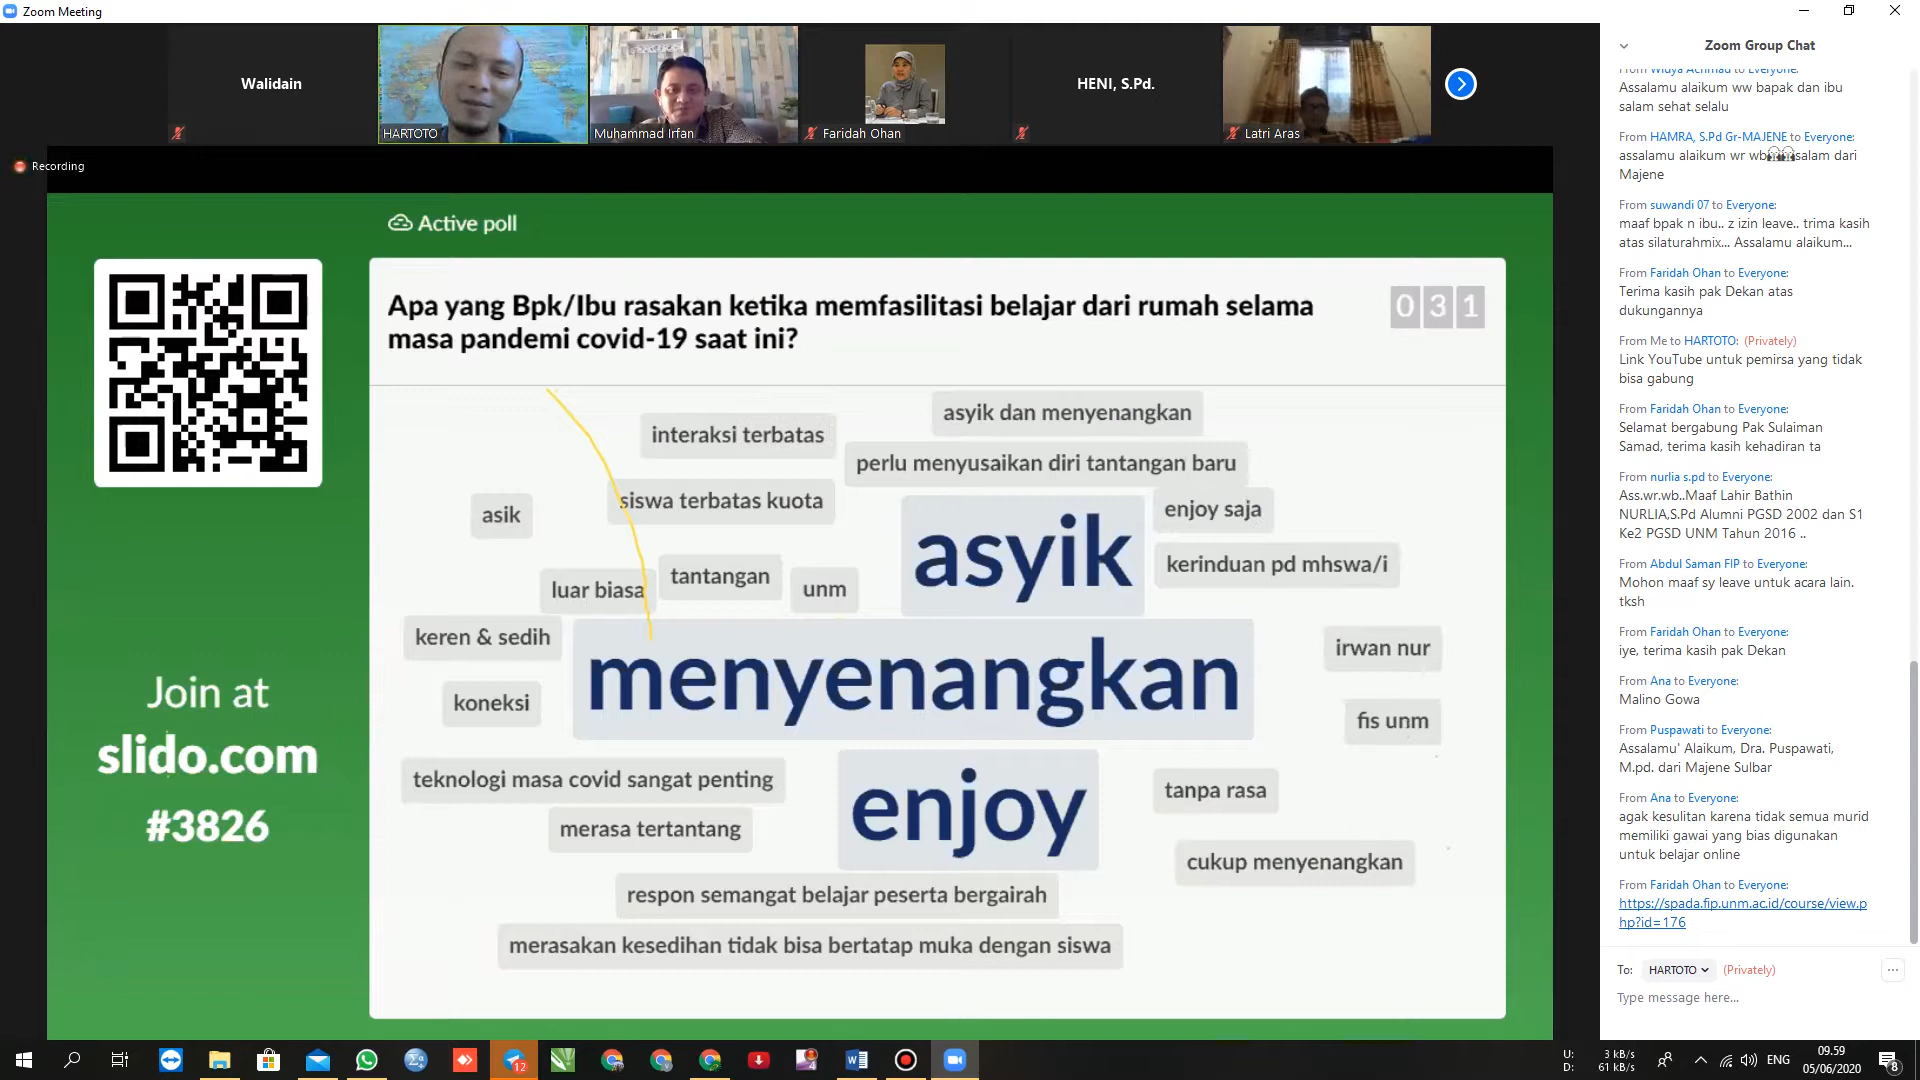 Zoom Meeting
Walidain
HARTOTO
Muhammad Irfan
Faridah Ohan
HENI, S.Pd.
Latri Aras
Recording
Active poll
Apa yang Bpk/Ibu rasakan ketika memfasilitasi belajar dari rumah selama
masa pandemi covid-19 saat ini?
031
asyik dan menyenangkan
interaksi terbatas
perlu menyusaikan diri tantangan baru
siswa terbatas kuota
asik
enjoy saja
asyik
kerinduan pd mhswa/i
tantangan
unm
luar biasa
keren & sedih
menyenangkan
irwan nur
koneksi
fis unm
teknologi masa covid sangat penting
enjoy
tanpa rasa
merasa tertantang
cukup menyenangkan
respon semangat belajar peserta bergairah
merasakan kesedihan tidak bisa bertatap muka dengan siswa
Join at
slido.com
#3826
Zoom Group Chat
From Widya Achmad to Everyone:
Assalamu alaikum ww bapak dan ibu
salam sehat selalu
From HAMRA, S.Pd Gr-MAJENE to Everyone:
assalamu alaikum wr wb🙏🙏salam dari
Majene
From suwandi 07 to Everyone:
maaf bpak n ibu.. z izin leave.. trima kasih
atas silaturahmix... Assalamu alaikum...
From Faridah Ohan to Everyone:
Terima kasih pak Dekan atas
dukungannya
From Me to HARTOTO: (Privately)
Link YouTube untuk pemirsa yang tidak
bisa gabung
From Faridah Ohan to Everyone:
Selamat bergabung Pak Sulaiman
Samad, terima kasih kehadiran ta
From nurlia s.pd to Everyone:
Ass.wr.wb..Maaf Lahir Bathin
NURLIA,S.Pd Alumni PGSD 2002 dan S1
Ke2 PGSD UNM Tahun 2016 ..
From Abdul Saman FIP to Everyone:
Mohon maaf sy leave untuk acara lain.
tksh
From Faridah Ohan to Everyone:
iye, terima kasih pak Dekan
From Ana to Everyone:
Malino Gowa
From Puspawati to Everyone:
Assalamu' Alaikum, Dra. Puspawati,
M.pd. dari Majene Sulbar
From Ana to Everyone:
agak kesulitan karena tidak semua murid
memiliki gawai yang bias digunakan
untuk belajar online
From Faridah Ohan to Everyone:
https://spada.fip.unm.ac.id/course/view.p
hp?id=176
To: HARTOTO (Privately)
Type message here...
12
U: 3 kB/s
D: 61 kB/s
ENG
09.59
05/06/2020
8